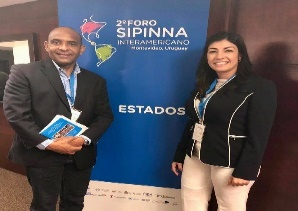 2º FORO
SIPINNA
INTERAMERICANO
Montevideo, Uruguay
ESTADOS